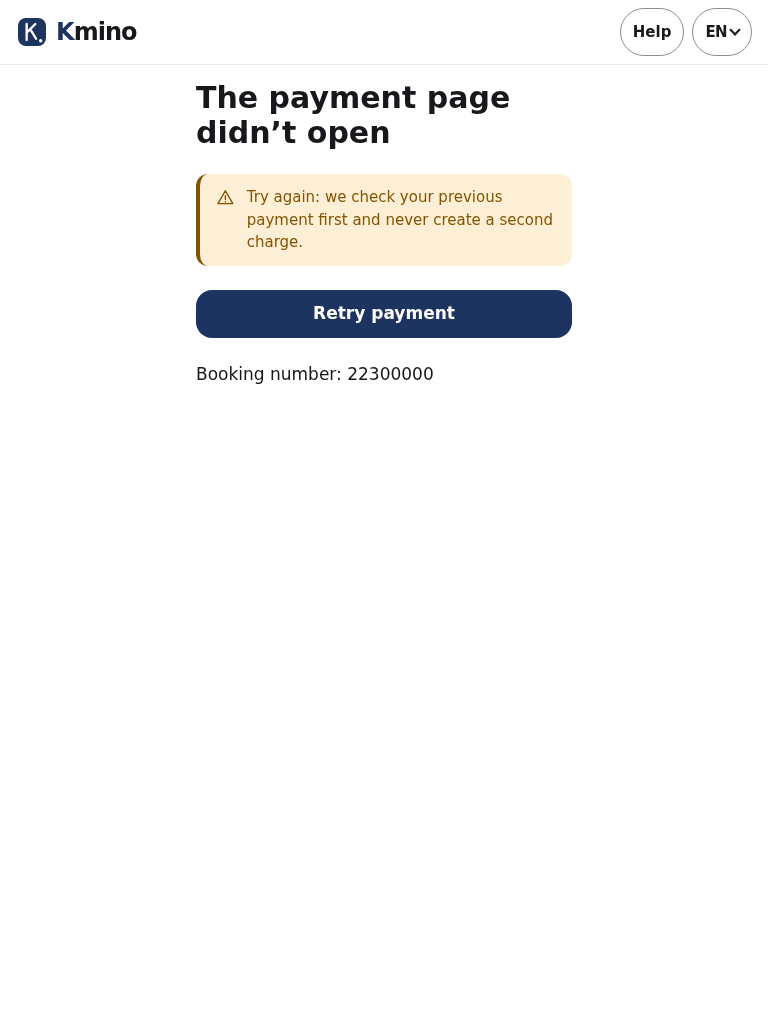 Kmino
Help
EN
The payment page
didn’t open
Try again: we check your previous
payment first and never create a second
charge.
Retry payment
Booking number: 22300000